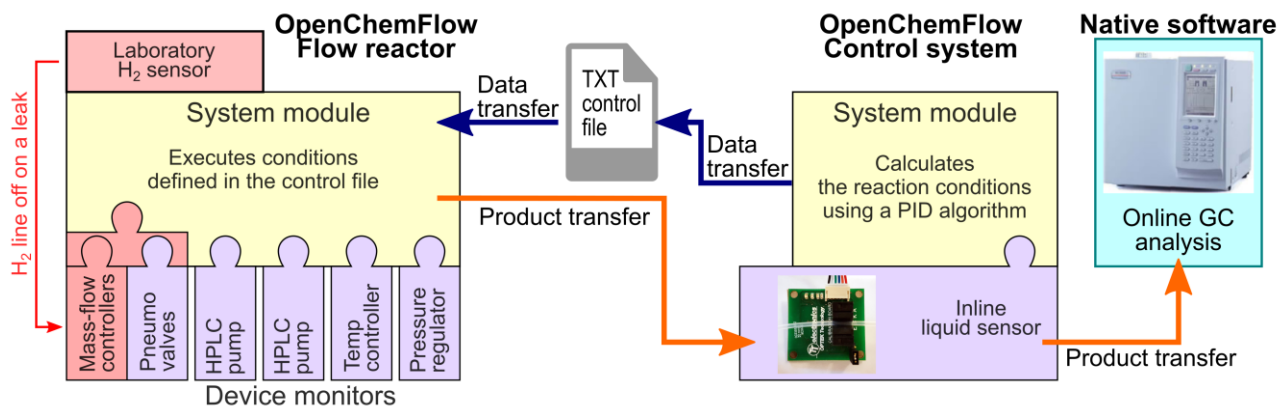 OpenChemFlow
Flow reactor
OpenChemFlow
Control system
Native software
Laboratory
H₂ sensor
H₂ line off on a leak
System module
Executes conditions
defined in the control file
Data
transfer
TXT
control
file
Data
transfer
Product transfer
System module
Calculates
the reaction conditions
using a PID algorithm
Online GC
analysis
Mass-flow
controllers
Pneumo
valves
HPLC
pump
HPLC
pump
Temp
controller
Pressure
regulator
Device monitors
Inline
liquid sensor
Product transfer